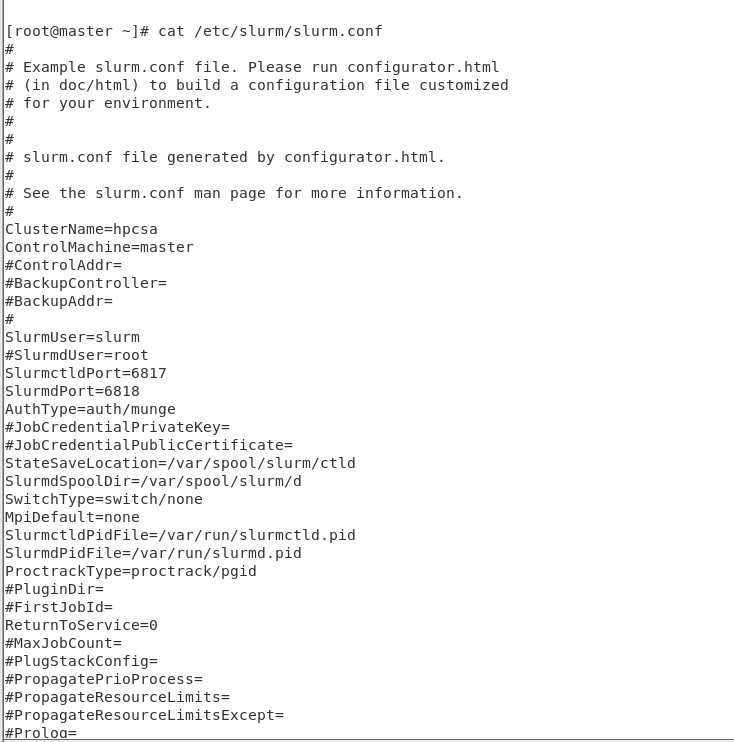 [root@master ~]# cat /etc/slurm/slurm.conf
#
# Example slurm.conf file. Please run configurator.html
# (in doc/html) to build a configuration file customized
# for your environment.
#
#
# slurm.conf file generated by configurator.html.
#
# See the slurm.conf man page for more information.
#
ClusterName=hpcsa
ControlMachine=master
#ControlAddr=
#BackupController=
#BackupAddr=
#
SlurmUser=slurm
#SlurmdUser=root
SlurmctldPort=6817
SlurmdPort=6818
AuthType=auth/munge
#JobCredentialPrivateKey=
#JobCredentialPublicCertificate=
StateSaveLocation=/var/spool/slurm/ctld
SlurmdSpoolDir=/var/spool/slurm/d
SwitchType=switch/none
MpiDefault=none
SlurmctldPidFile=/var/run/slurmctld.pid
SlurmdPidFile=/var/run/slurmd.pid
ProctrackType=proctrack/pgid
#PluginDir=
#FirstJobId=
ReturnToService=0
#MaxJobCount=
#PlugStackConfig=
#PropagatePrioProcess=
#PropagateResourceLimits=
#PropagateResourceLimitsExcept=
#Prolog=